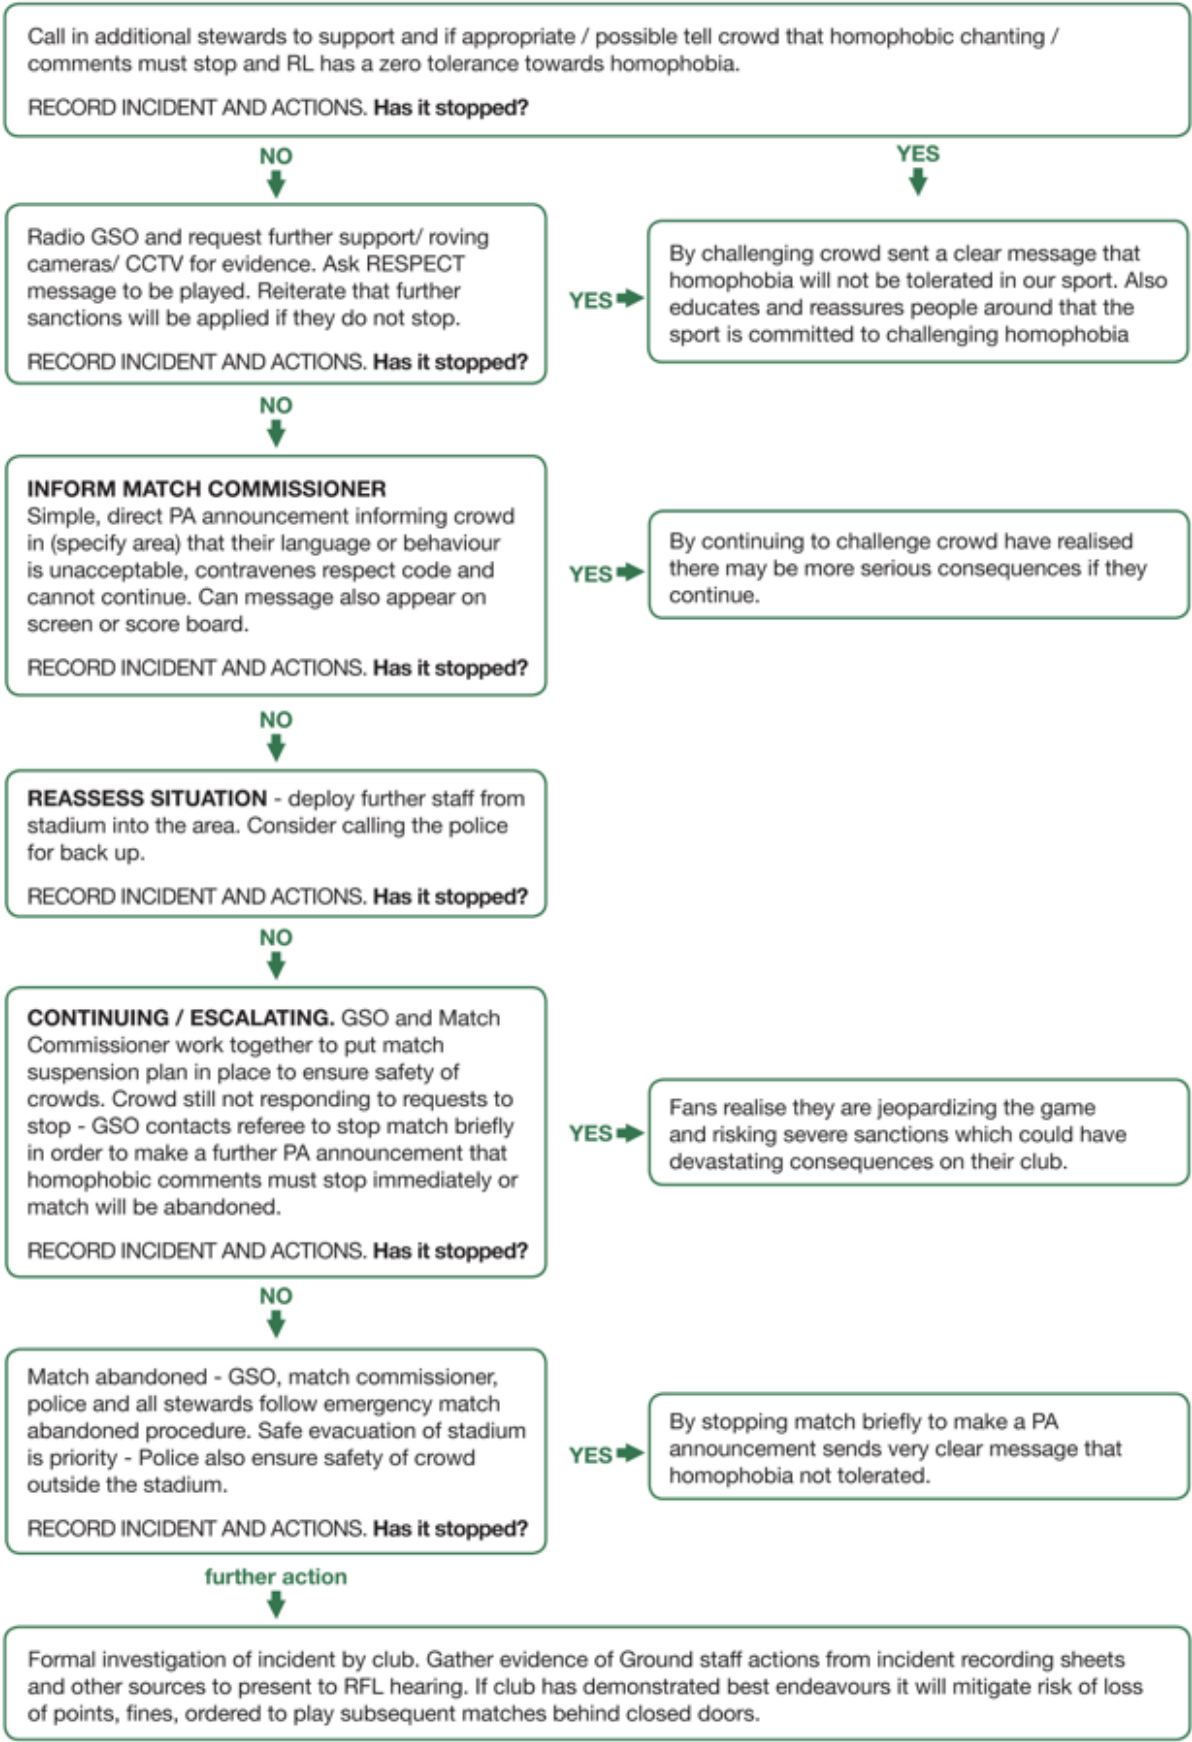 Call in additional stewards to support and if appropriate / possible tell crowd that homophobic chanting /
comments must stop and RL has a zero tolerance towards homophobia.
RECORD INCIDENT AND ACTIONS. Has it stopped?
NO
YES
Radio GSO and request further support/ roving
cameras/ CCTV for evidence. Ask RESPECT
message to be played. Reiterate that further
sanctions will be applied if they do not stop.
RECORD INCIDENT AND ACTIONS. Has it stopped?
YES
By challenging crowd sent a clear message that
homophobia will not be tolerated in our sport. Also
educates and reassures people around that the
sport is committed to challenging homophobia
NO
INFORM MATCH COMMISSIONER
Simple, direct PA announcement informing crowd
in (specify area) that their language or behaviour
is unacceptable, contravenes respect code and
cannot continue. Can message also appear on
screen or score board.
RECORD INCIDENT AND ACTIONS. Has it stopped?
YES
By continuing to challenge crowd have realised
there may be more serious consequences if they
continue.
NO
REASSESS SITUATION - deploy further staff from
stadium into the area. Consider calling the police
for back up.
RECORD INCIDENT AND ACTIONS. Has it stopped?
NO
CONTINUING / ESCALATING. GSO and Match
Commissioner work together to put match
suspension plan in place to ensure safety of
crowds. Crowd still not responding to requests to
stop - GSO contacts referee to stop match briefly
in order to make a further PA announcement that
homophobic comments must stop immediately or
match will be abandoned.
RECORD INCIDENT AND ACTIONS. Has it stopped?
YES
Fans realise they are jeopardizing the game
and risking severe sanctions which could have
devastating consequences on their club.
NO
Match abandoned - GSO, match commissioner,
police and all stewards follow emergency match
abandoned procedure. Safe evacuation of stadium
is priority - Police also ensure safety of crowd
outside the stadium.
RECORD INCIDENT AND ACTIONS. Has it stopped?
YES
By stopping match briefly to make a PA
announcement sends very clear message that
homophobia not tolerated.
further action
Formal investigation of incident by club. Gather evidence of Ground staff actions from incident recording sheets
and other sources to present to RFL hearing. If club has demonstrated best endeavours it will mitigate risk of loss
of points, fines, ordered to play subsequent matches behind closed doors.